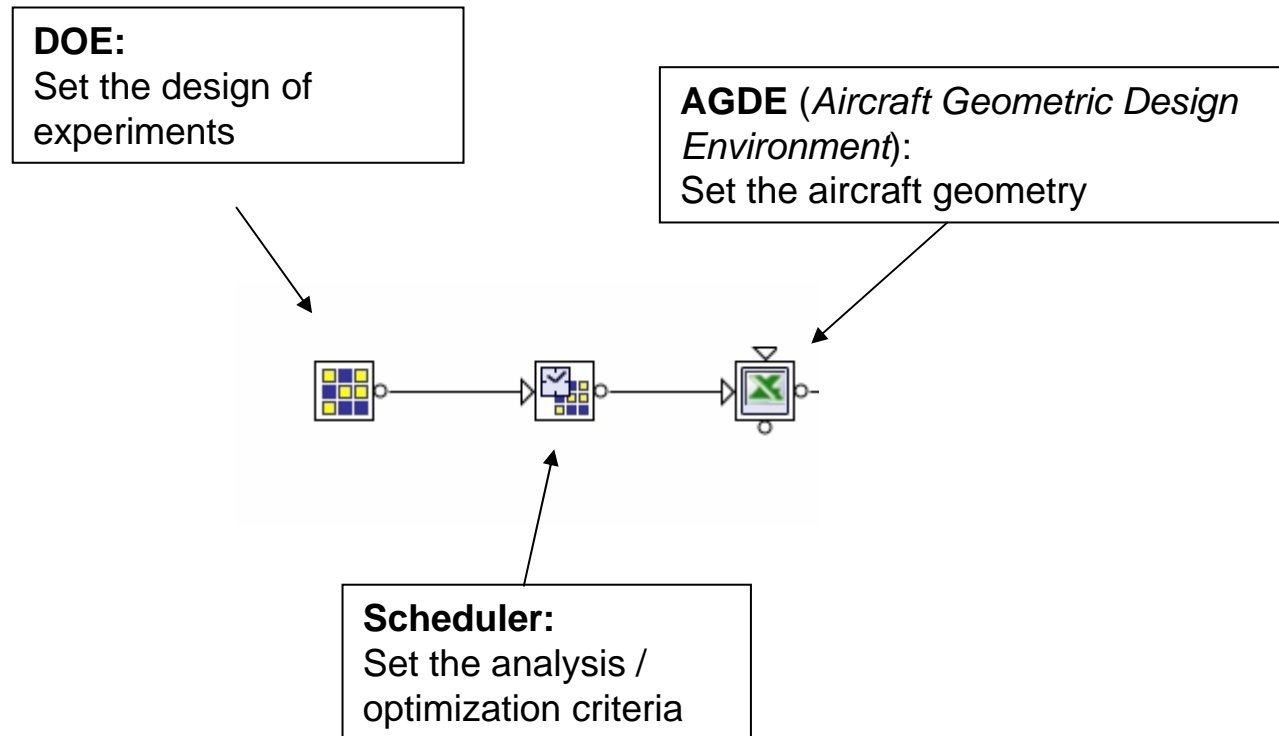 DOE:
Set the design of
experiments
AGDE (Aircraft Geometric Design
Environment):
Set the aircraft geometry
Scheduler:
Set the analysis /
optimization criteria